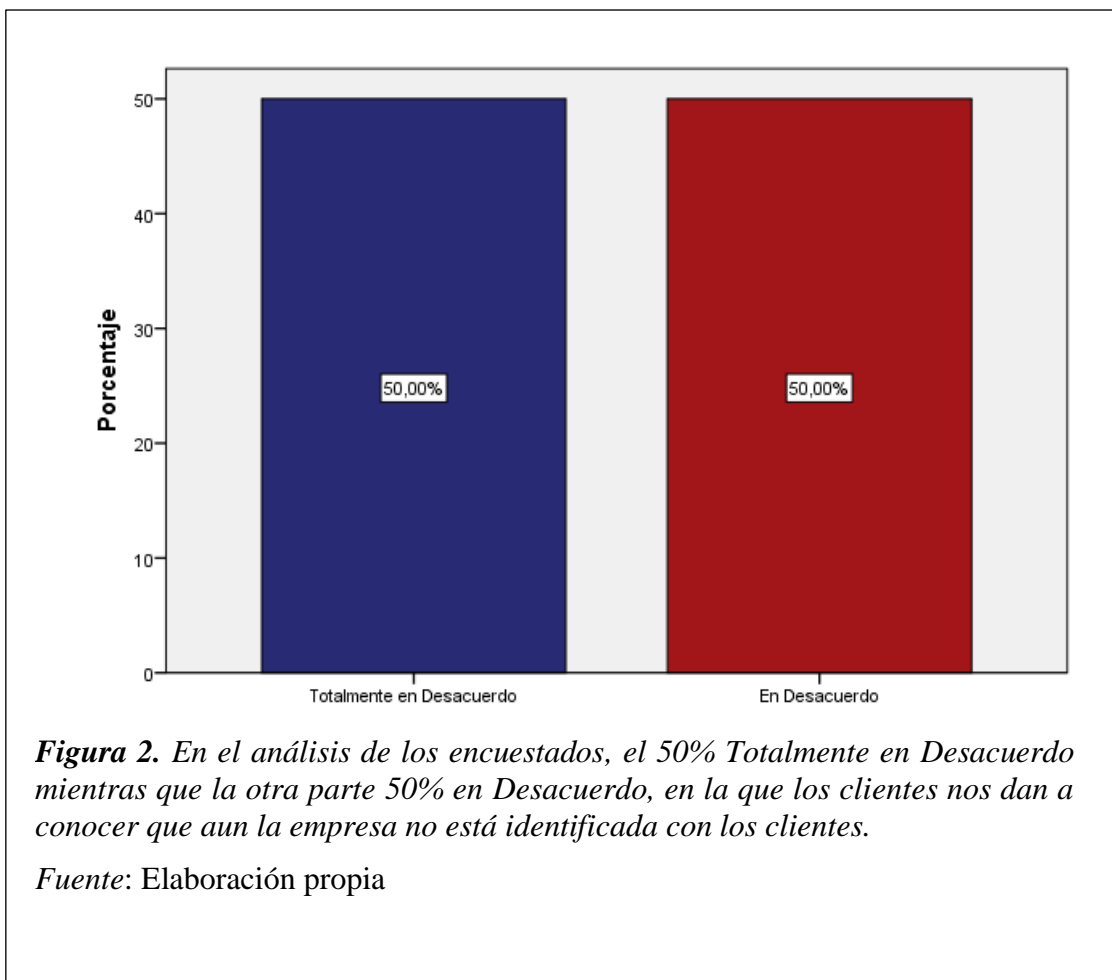 50
40
30
20
10
0
Porcentaje
50,00%
50,00%
Totalmente en Desacuerdo
En Desacuerdo
Figura 2. En el análisis de los encuestados, el 50% Totalmente en Desacuerdo
mientras que la otra parte 50% en Desacuerdo, en la que los clientes nos dan a
conocer que aun la empresa no está identificada con los clientes.
Fuente: Elaboración propia